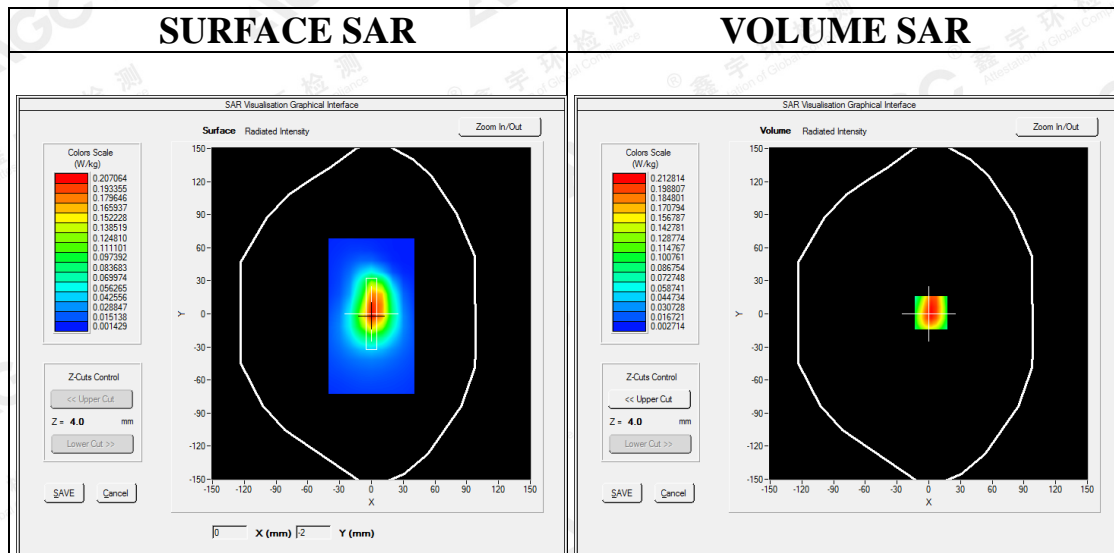 SURFACE SAR
SAR Visualisation Graphical Interface
Surface Radiated Intensity
Zoom In/Out
Colors Scale
(W/kg)
0.207064
0.193355
0.179646
0.165937
0.152228
0.138519
0.124810
0.111101
0.097392
0.083683
0.069974
0.056265
0.042556
0.028847
0.015138
0.001429
Z-Cuts Control
<< Upper Cut
Z = 4.0 mm
Lower Cut >>
SAVE Cancel
150
120
90
60
30
0
-30
-60
-90
-120
-150
Y
-150 -120 -90 -60 -30 0 30 60 90 120 150
X
0 X (mm) -2 Y (mm)
VOLUME SAR
SAR Visualisation Graphical Interface
Volume Radiated Intensity
Zoom In/Out
Colors Scale
(W/kg)
0.212814
0.198807
0.184801
0.170794
0.156787
0.142781
0.128774
0.114767
0.100761
0.086754
0.072748
0.058741
0.044734
0.030728
0.016721
0.002714
Z-Cuts Control
<< Upper Cut
Z = 4.0 mm
Lower Cut >>
SAVE Cancel
150
120
90
60
30
0
-30
-60
-90
-120
-150
Y
-150 -120 -90 -60 -30 0 30 60 90 120 150
X